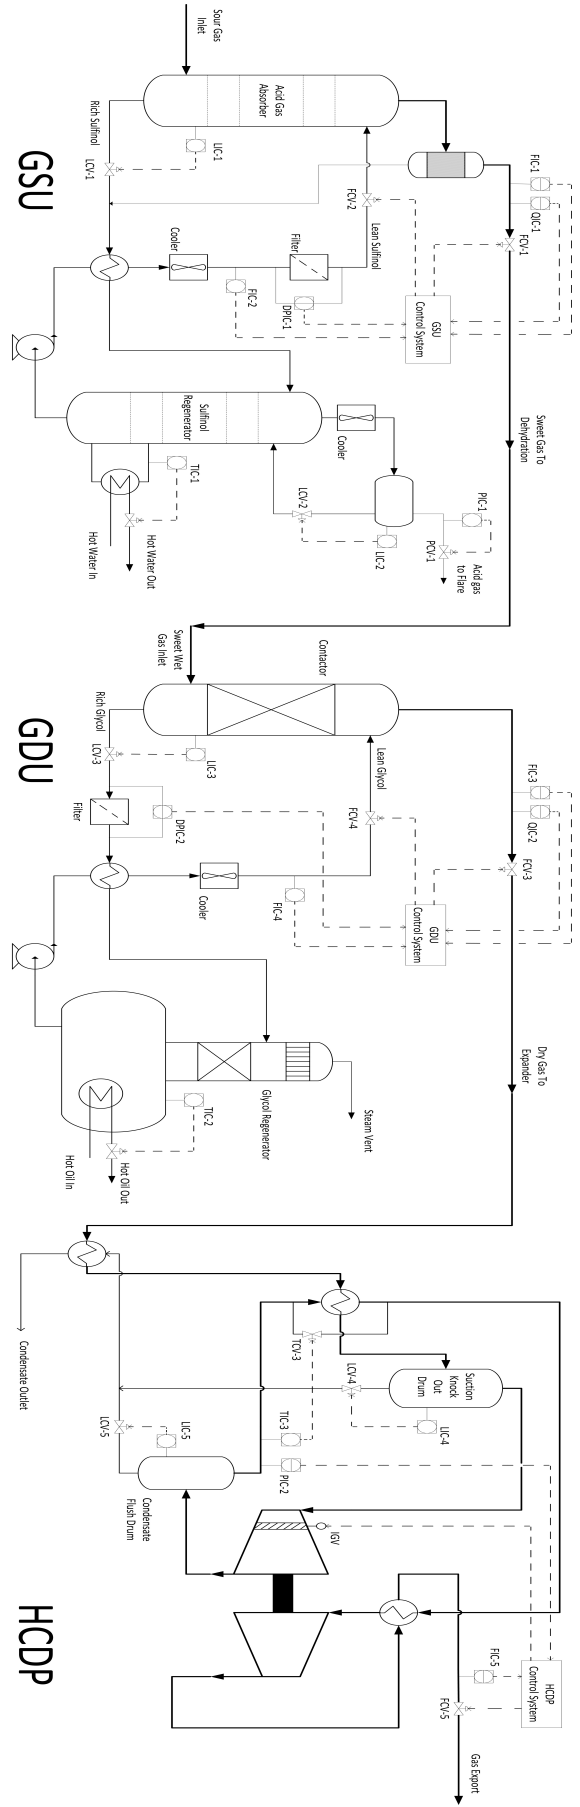 Sour Gas
Inlet
Acid Gas
Absorber
Rich Sulfinol
LIC-1
LCV-1
GSU
FIC-1
QIC-1
FCV-1
FCV-2
Lean Sulfinol
Cooler
Filter
FIC-2
DPIC-1
GSU
Control System
Sweet Gas To
Dehydration
Sulfinol
Regenerator
Cooler
TIC-1
Hot Water In
Hot Water Out
LCV-2
LIC-2
PIC-1
PCV-1
Acid gas
to Flare
Sweet Wet
Gas Inlet
Contactor
Rich Glycol
LIC-3
LCV-3
GDU
Filter
DPIC-2
Lean Glycol
FCV-4
Cooler
FIC-4
FIC-3
QIC-2
FCV-3
GDU
Control System
Dry Gas To
Expander
Glycol Regenerator
Steam Vent
TIC-2
Hot Oil In
Hot Oil Out
Condensate Outlet
TCV-3
LCV-4
Suction
Knock
Out
Drum
LIC-4
LCV-5
LIC-5
TIC-3
PIC-2
Condensate
Flush Drum
IGV
HCDP
HCDP
Control System
FIC-5
FCV-5
Gas Export